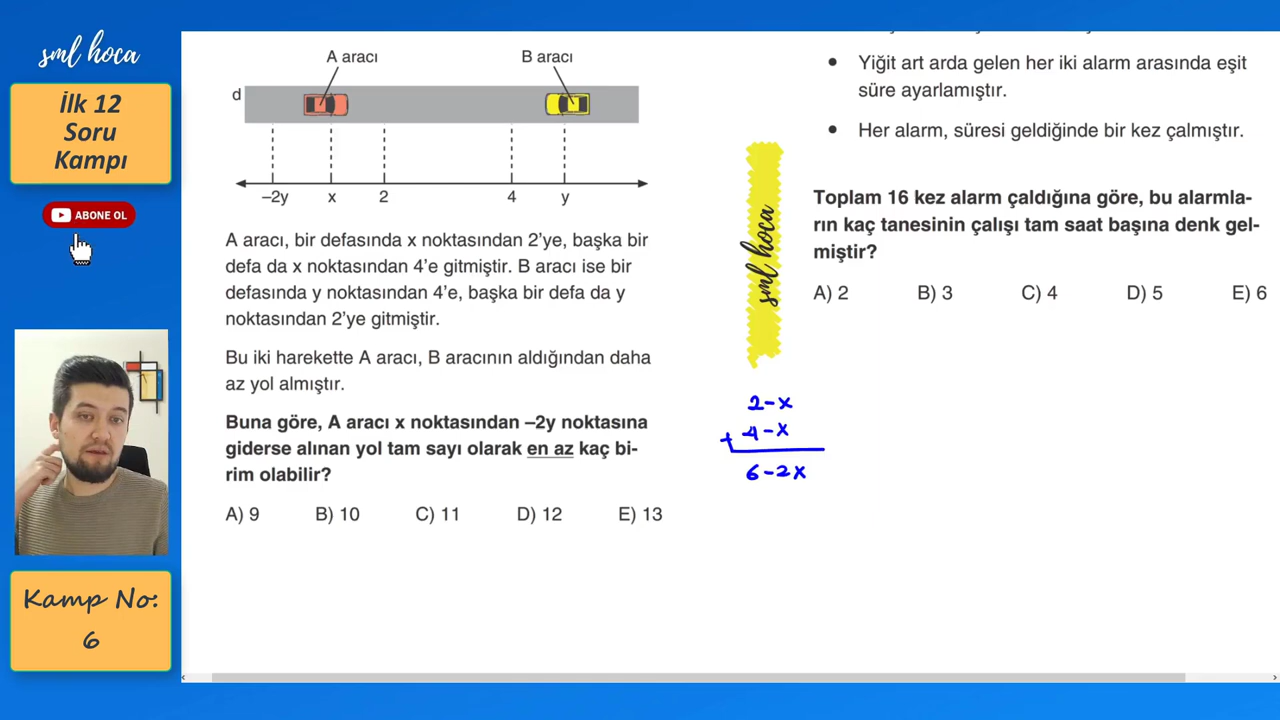 sml hoca
İlk 12
Soru
Kampı
ABONE OL
Kamp No:
6
A aracı
B aracı
d
–2y
x
2
4
y
A aracı, bir defasında x noktasından 2'ye, başka bir
defa da x noktasından 4'e gitmiştir. B aracı ise bir
defasında y noktasından 4'e, başka bir defa da y
noktasından 2'ye gitmiştir.
Bu iki harekette A aracı, B aracının aldığından daha
az yol almıştır.
Buna göre, A aracı x noktasından –2y noktasına
giderse alınan yol tam sayı olarak en az kaç bi-
rim olabilir?
A) 9 B) 10 C) 11 D) 12 E) 13
sml hoca
2-x
+ 4-x
6-2x
• Yiğit art arda gelen her iki alarm arasında eşit
süre ayarlamıştır.
• Her alarm, süresi geldiğinde bir kez çalmıştır.
Toplam 16 kez alarm çaldığına göre, bu alarmla-
rın kaç tanesinin çalışı tam saat başına denk gel-
miştir?
A) 2 B) 3 C) 4 D) 5 E) 6